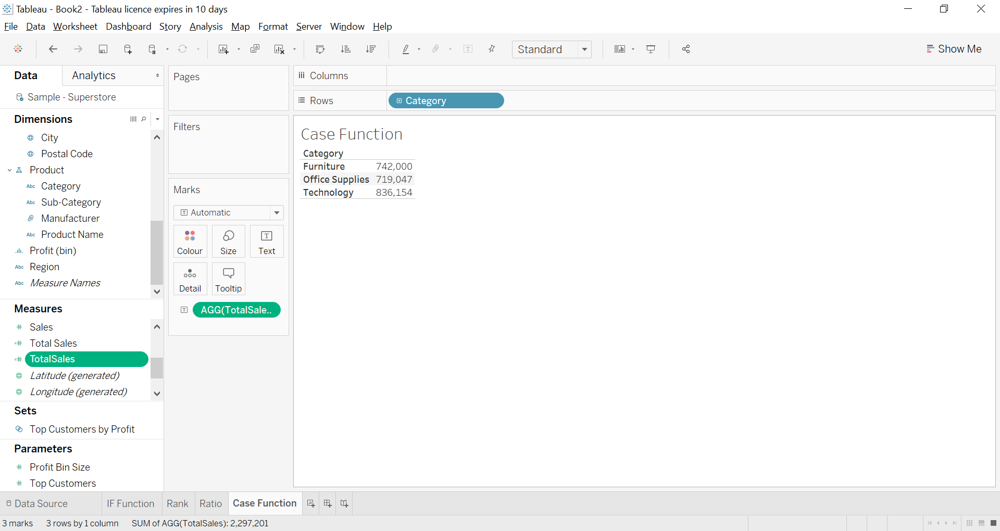 Tableau - Book2 - Tableau licence expires in 10 days
File Data Worksheet Dashboard Story Analysis Map Format Server Window Help
Standard
Show Me
Data Analytics
Sample - Superstore
Dimensions
City
Postal Code
Product
Abc Category
Abc Sub-Category
Manufacturer
Abc Product Name
Profit (bin)
Abc Region
Abc Measure Names
Measures
# Sales
=# Total Sales
=# TotalSales
Latitude (generated)
Longitude (generated)
Sets
Top Customers by Profit
Parameters
# Profit Bin Size
# Top Customers
Pages
Filters
Marks
T Automatic
Colour Size T Text
Detail Tooltip
T AGG(TotalSale..
Columns
Rows Category
Case Function
Category
Furniture 742,000
Office Supplies 719,047
Technology 836,154
Data Source IF Function Rank Ratio Case Function
3 marks 3 rows by 1 column SUM of AGG(TotalSales): 2,297,201